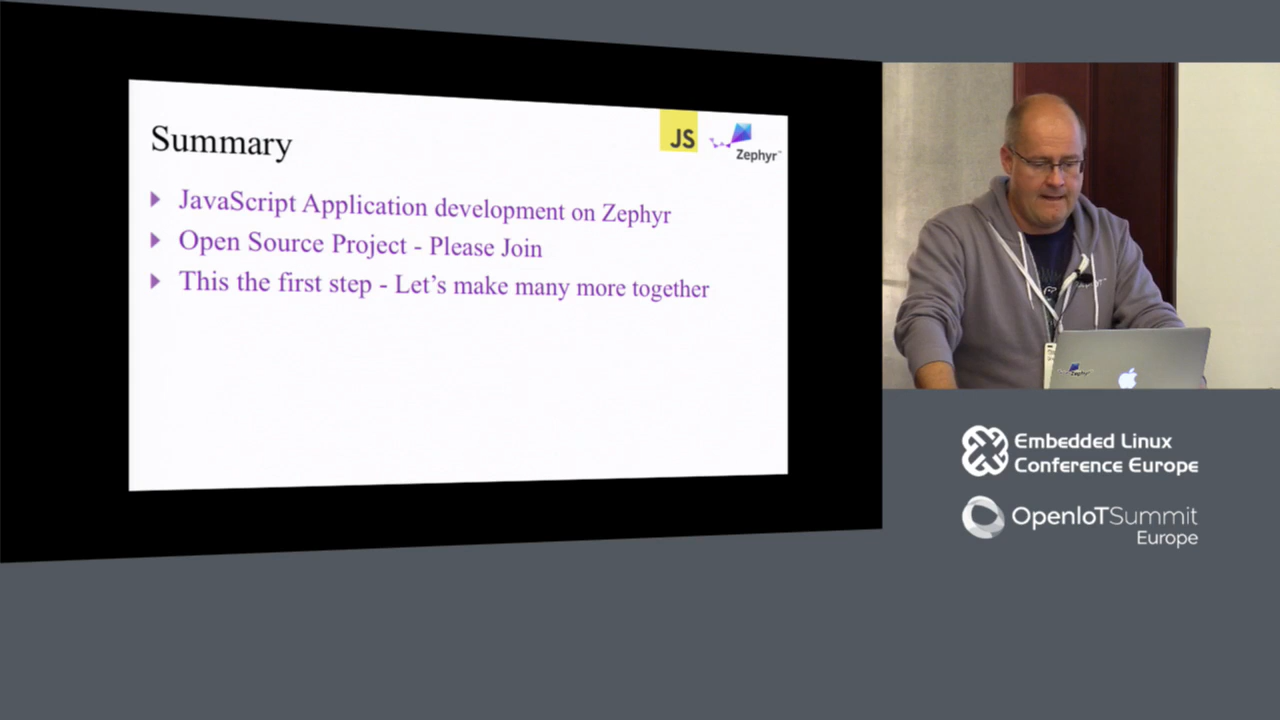 Summary
JS
Zephyr™
JavaScript Application development on Zephyr
Open Source Project - Please Join
This the first step - Let's make many more together
Zephyr
Embedded Linux
Conference Europe
OpenIoTSummit
Europe